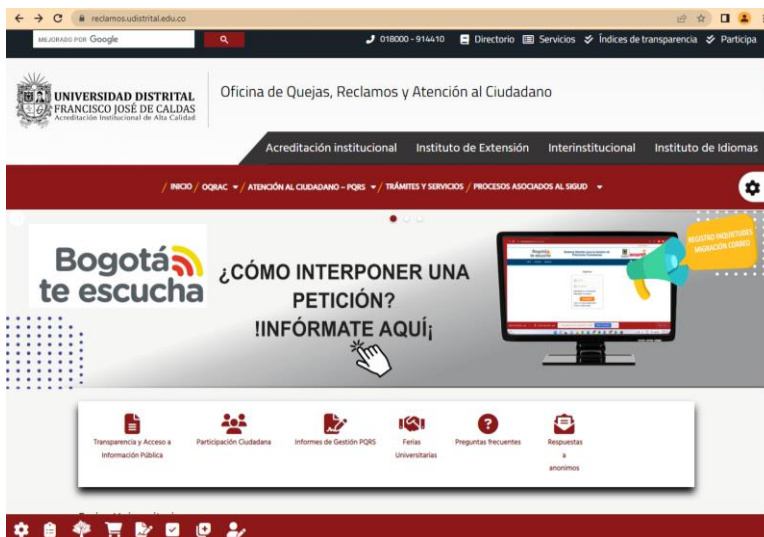 reclamos.udistrital.edu.co
MEJORADO POR Google
018000 - 914410 Directorio Servicios Índices de transparencia Participa
UNIVERSIDAD DISTRITAL
FRANCISCO JOSÉ DE CALDAS
Acreditación Institucional de Alta Calidad
Oficina de Quejas, Reclamos y Atención al Ciudadano
Acreditación institucional Instituto de Extensión Interinstitucional Instituto de Idiomas
/ INICIO / OQRAC / ATENCIÓN AL CIUDADANO – PQRS / TRÁMITES Y SERVICIOS / PROCESOS ASOCIADOS AL SIGUD
Bogotá
te escucha
¿CÓMO INTERPONER UNA
PETICIÓN?
!INFÓRMATE AQUÍ¡
REGISTRO INQUIETUDES
MIGRACIÓN CORREO
Transparencia y Acceso a
Información Pública
Participación Ciudadana
Informes de Gestión PQRS
Ferias
Universitarias
Preguntas frecuentes
Respuestas
a
anonimos